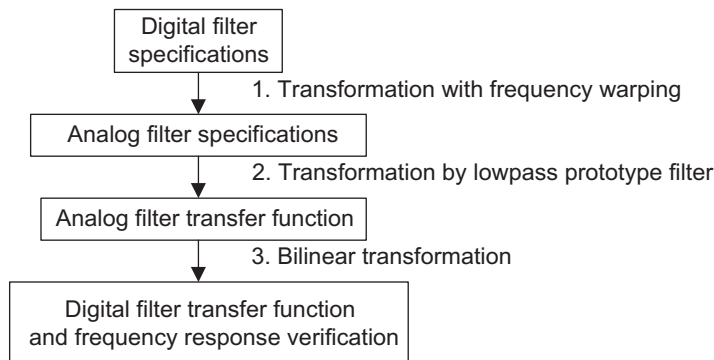 Digital filter
specifications
1. Transformation with frequency warping
Analog filter specifications
2. Transformation by lowpass prototype filter
Analog filter transfer function
3. Bilinear transformation
Digital filter transfer function
and frequency response verification